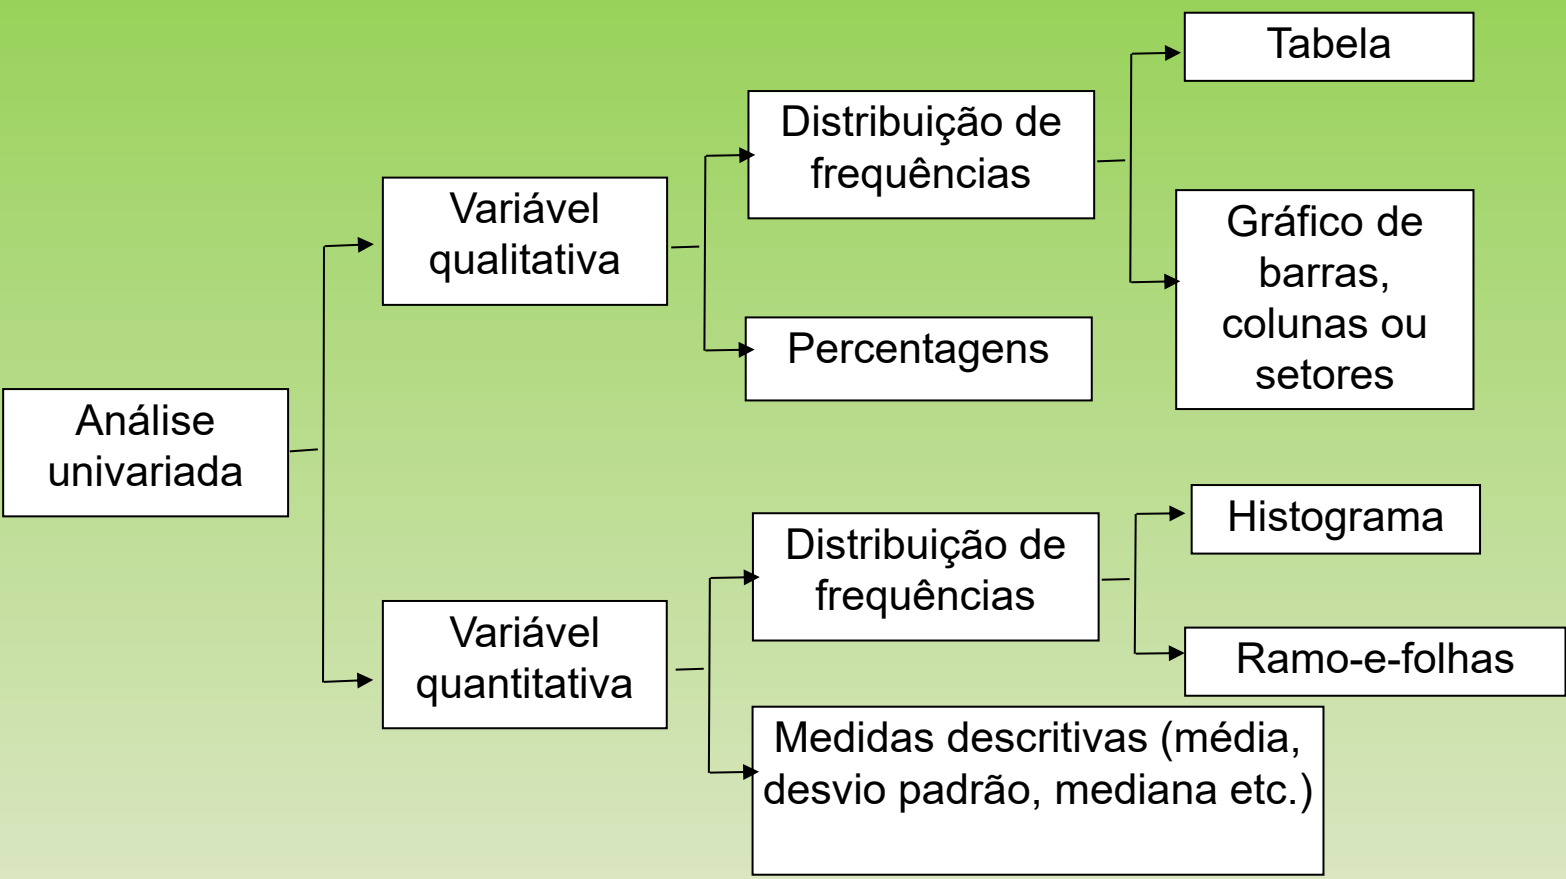 Análise
univariada
Variável
qualitativa
Distribuição de
frequências
Tabela
Gráfico de
barras,
colunas ou
setores
Percentagens
Variável
quantitativa
Distribuição de
frequências
Histograma
Ramo-e-folhas
Medidas descritivas (média,
desvio padrão, mediana etc.)